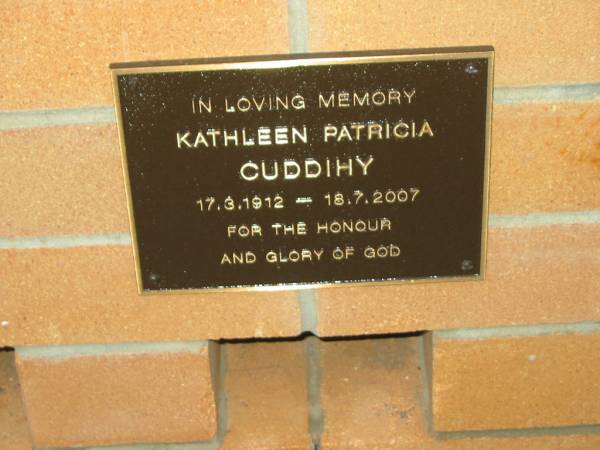 IN LOVING MEMORY
KATHLEEN PATRICIA
CUDDIHY
17.3.1912 — 18.7.2007
FOR THE HONOUR
AND GLORY OF GOD